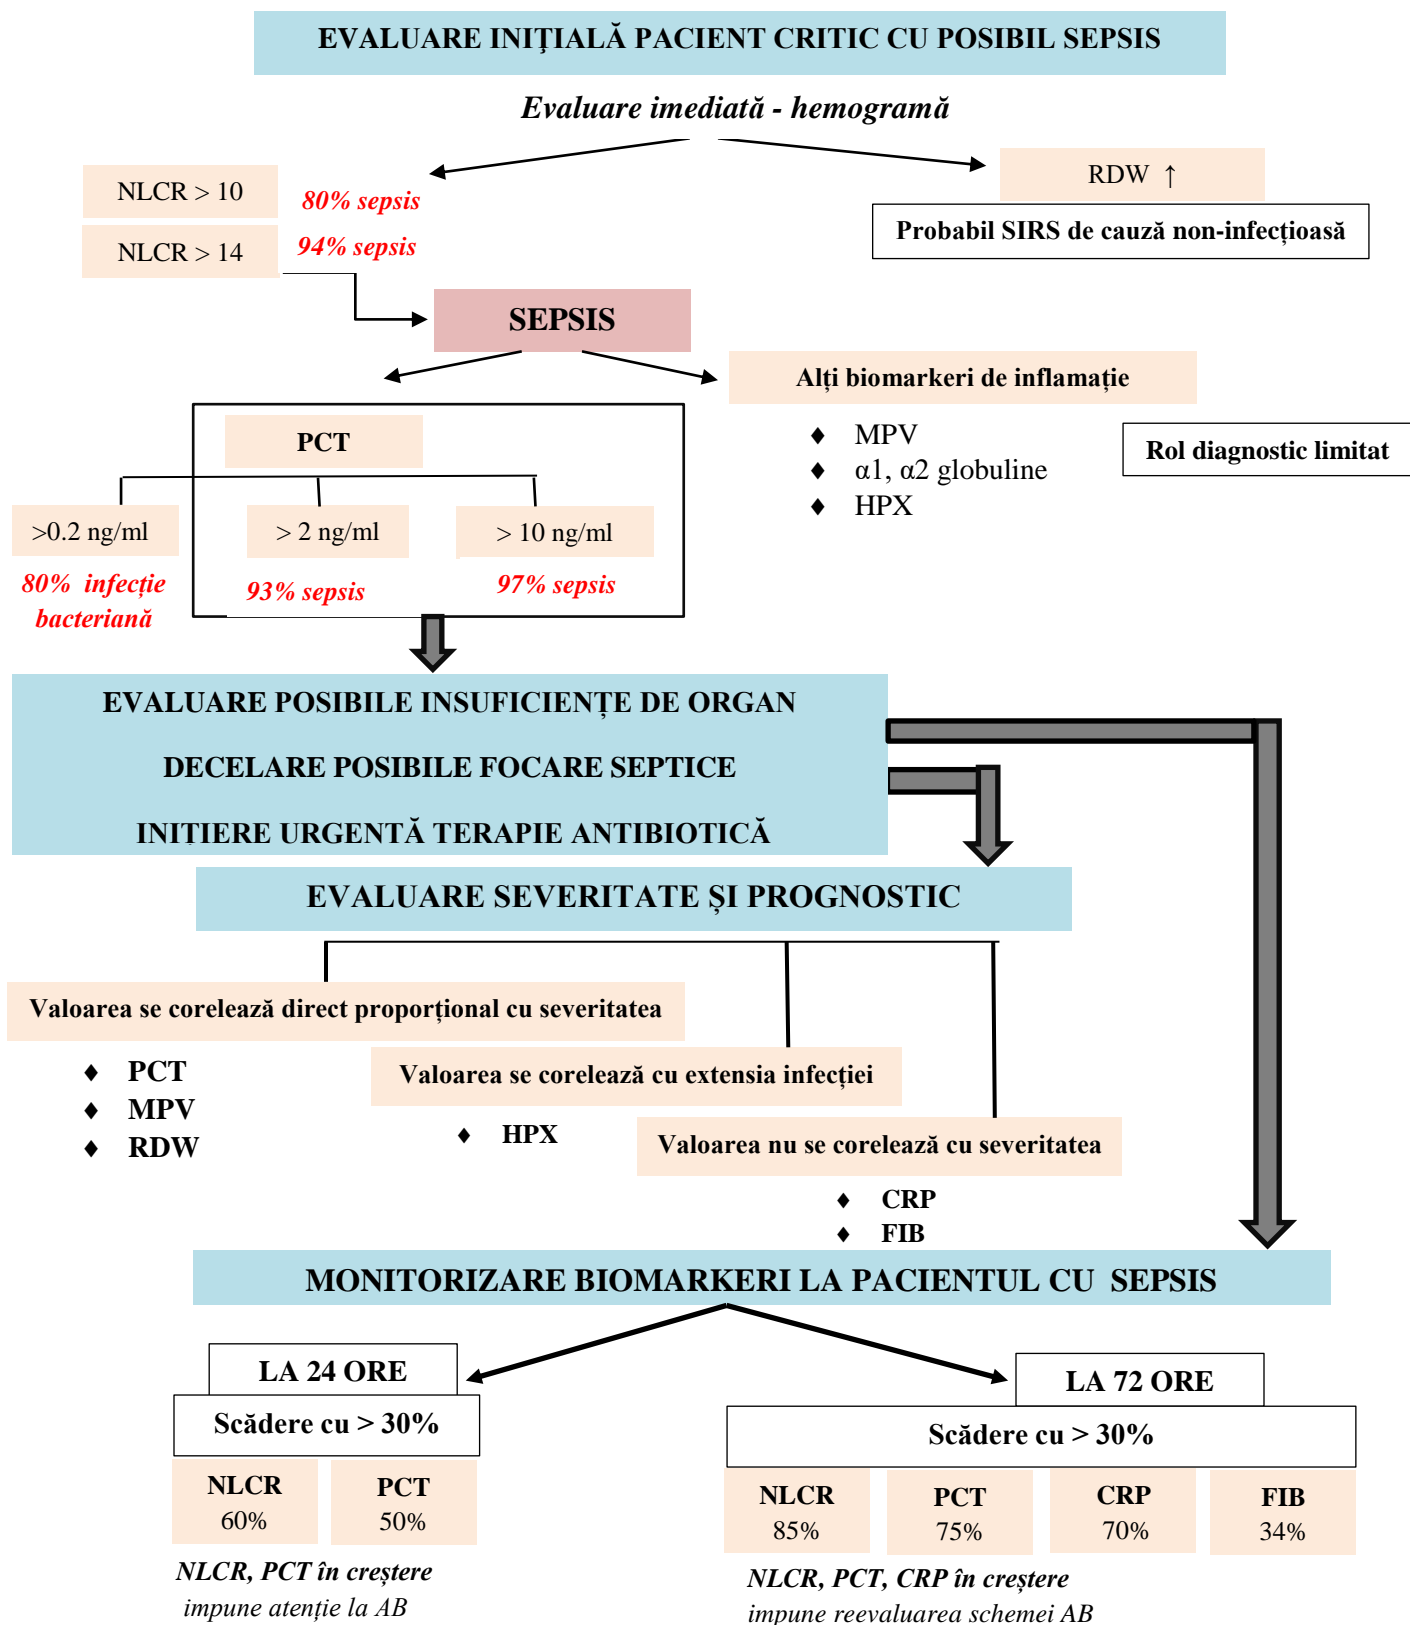 EVALUARE INIŢIALĂ PACIENT CRITIC CU POSIBIL SEPSIS
Evaluare imediată - hemogramă
NLCR > 10
80% sepsis
NLCR > 14
94% sepsis
RDW ↑
Probabil SIRS de cauză non-infecțioasă
SEPSIS
Alți biomarkeri de inflamație
♦ MPV
♦ α1, α2 globuline
♦ HPX
Rol diagnostic limitat
PCT
>0.2 ng/ml
> 2 ng/ml
> 10 ng/ml
80% infecție
bacteriană
93% sepsis
97% sepsis
EVALUARE POSIBILE INSUFICIENȚE DE ORGAN
DECELARE POSIBILE FOCARE SEPTICE
INIȚIERE URGENTĂ TERAPIE ANTIBIOTICĂ
EVALUARE SEVERITATE ȘI PROGNOSTIC
Valoarea se corelează direct proporțional cu severitatea
♦ PCT
♦ MPV
♦ RDW
Valoarea se corelează cu extensia infecției
♦ HPX
Valoarea nu se corelează cu severitatea
♦ CRP
♦ FIB
MONITORIZARE BIOMARKERI LA PACIENTUL CU SEPSIS
LA 24 ORE
Scădere cu > 30%
NLCR
60%
PCT
50%
NLCR, PCT în creștere
impune atenție la AB
LA 72 ORE
Scădere cu > 30%
NLCR
85%
PCT
75%
CRP
70%
FIB
34%
NLCR, PCT, CRP în creștere
impune reevaluarea schemei AB